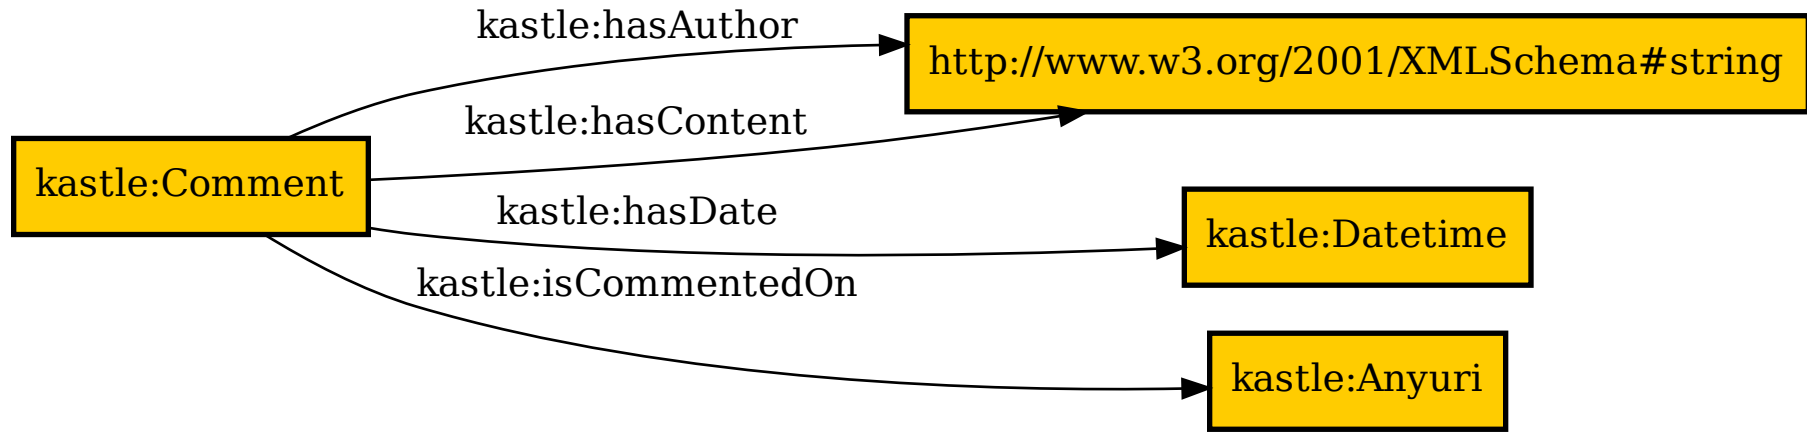 kastle:hasAuthor
http://www.w3.org/2001/XMLSchema#string
kastle:hasContent
kastle:Comment
kastle:hasDate
kastle:Datetime
kastle:isCommentedOn
kastle:Anyuri